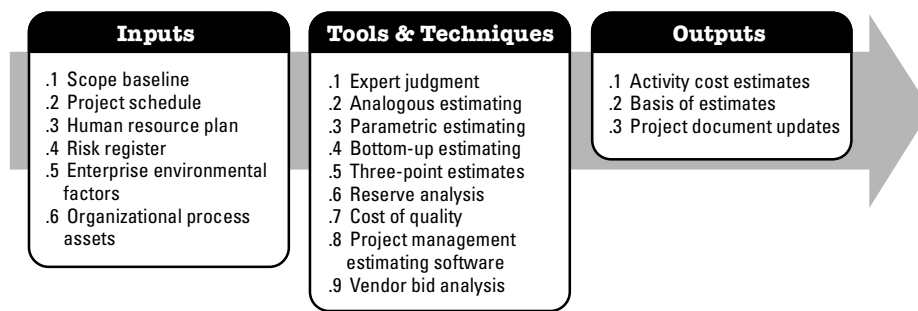 Inputs
.1 Scope baseline
.2 Project schedule
.3 Human resource plan
.4 Risk register
.5 Enterprise environmental
factors
.6 Organizational process
assets
Tools & Techniques
.1 Expert judgment
.2 Analogous estimating
.3 Parametric estimating
.4 Bottom-up estimating
.5 Three-point estimates
.6 Reserve analysis
.7 Cost of quality
.8 Project management
estimating software
.9 Vendor bid analysis
Outputs
.1 Activity cost estimates
.2 Basis of estimates
.3 Project document updates